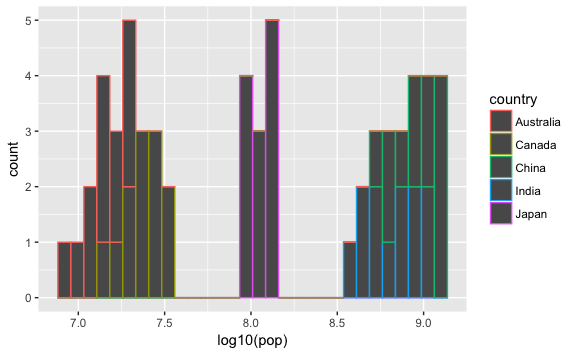 5
4
3
2
1
0
count
7.0 7.5 8.0 8.5 9.0
log10(pop)
country
Australia
Canada
China
India
Japan